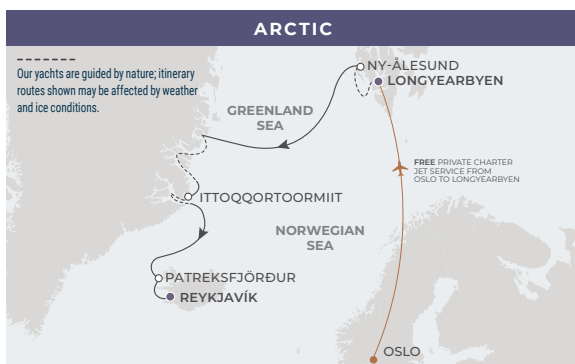 ARCTIC
Our yachts are guided by nature; itinerary
routes shown may be affected by weather
and ice conditions.
NY-ÅLESUND
LONGYEARBYEN
GREENLAND
SEA
FREE PRIVATE CHARTER
JET SERVICE FROM
OSLO TO LONGYEARBYEN
ITTOQQORTOORMIIT
NORWEGIAN
SEA
PATREKSFJÖRÐUR
REYKJAVÍK
OSLO